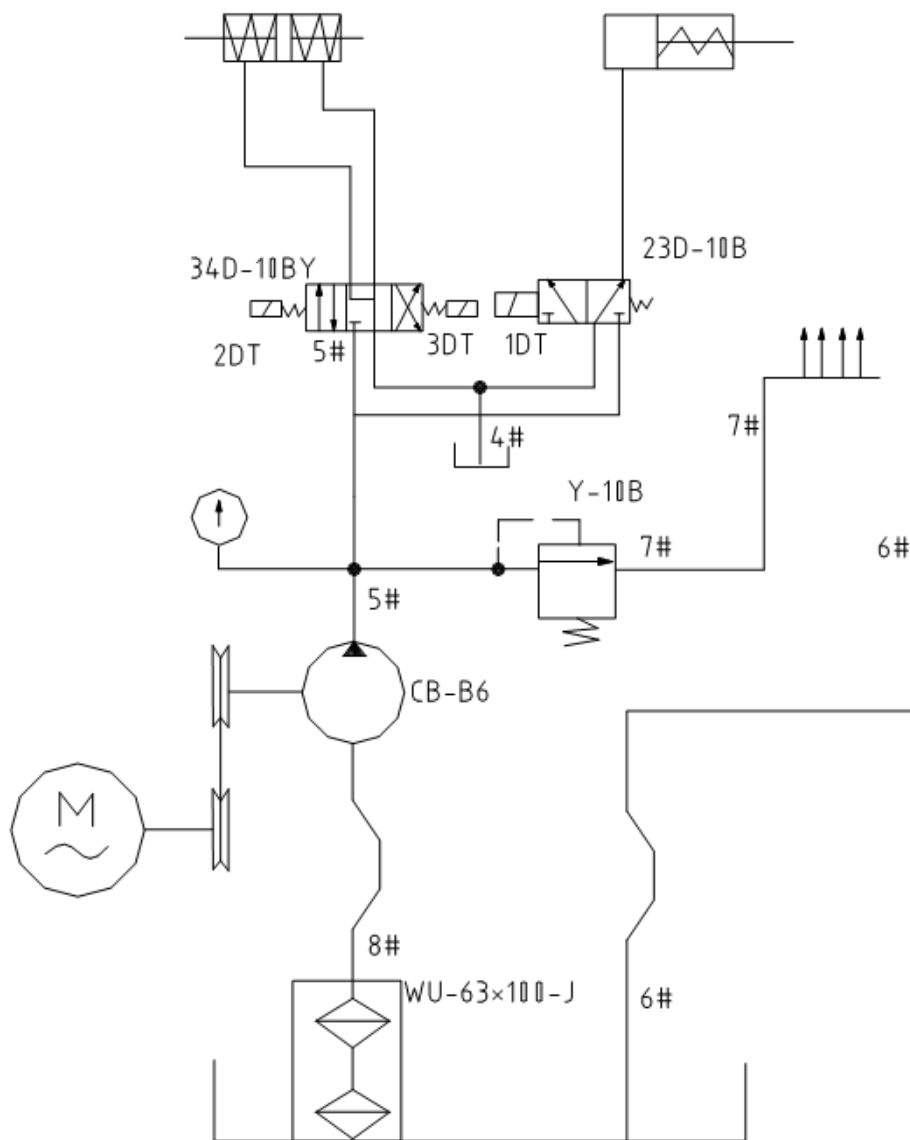 34D-10BY
23D-10B
2DT
5#
3DT
1DT
4#
7#
Y-10B
7#
6#
5#
CB-B6
M
8#
WU-63×100-J
6#